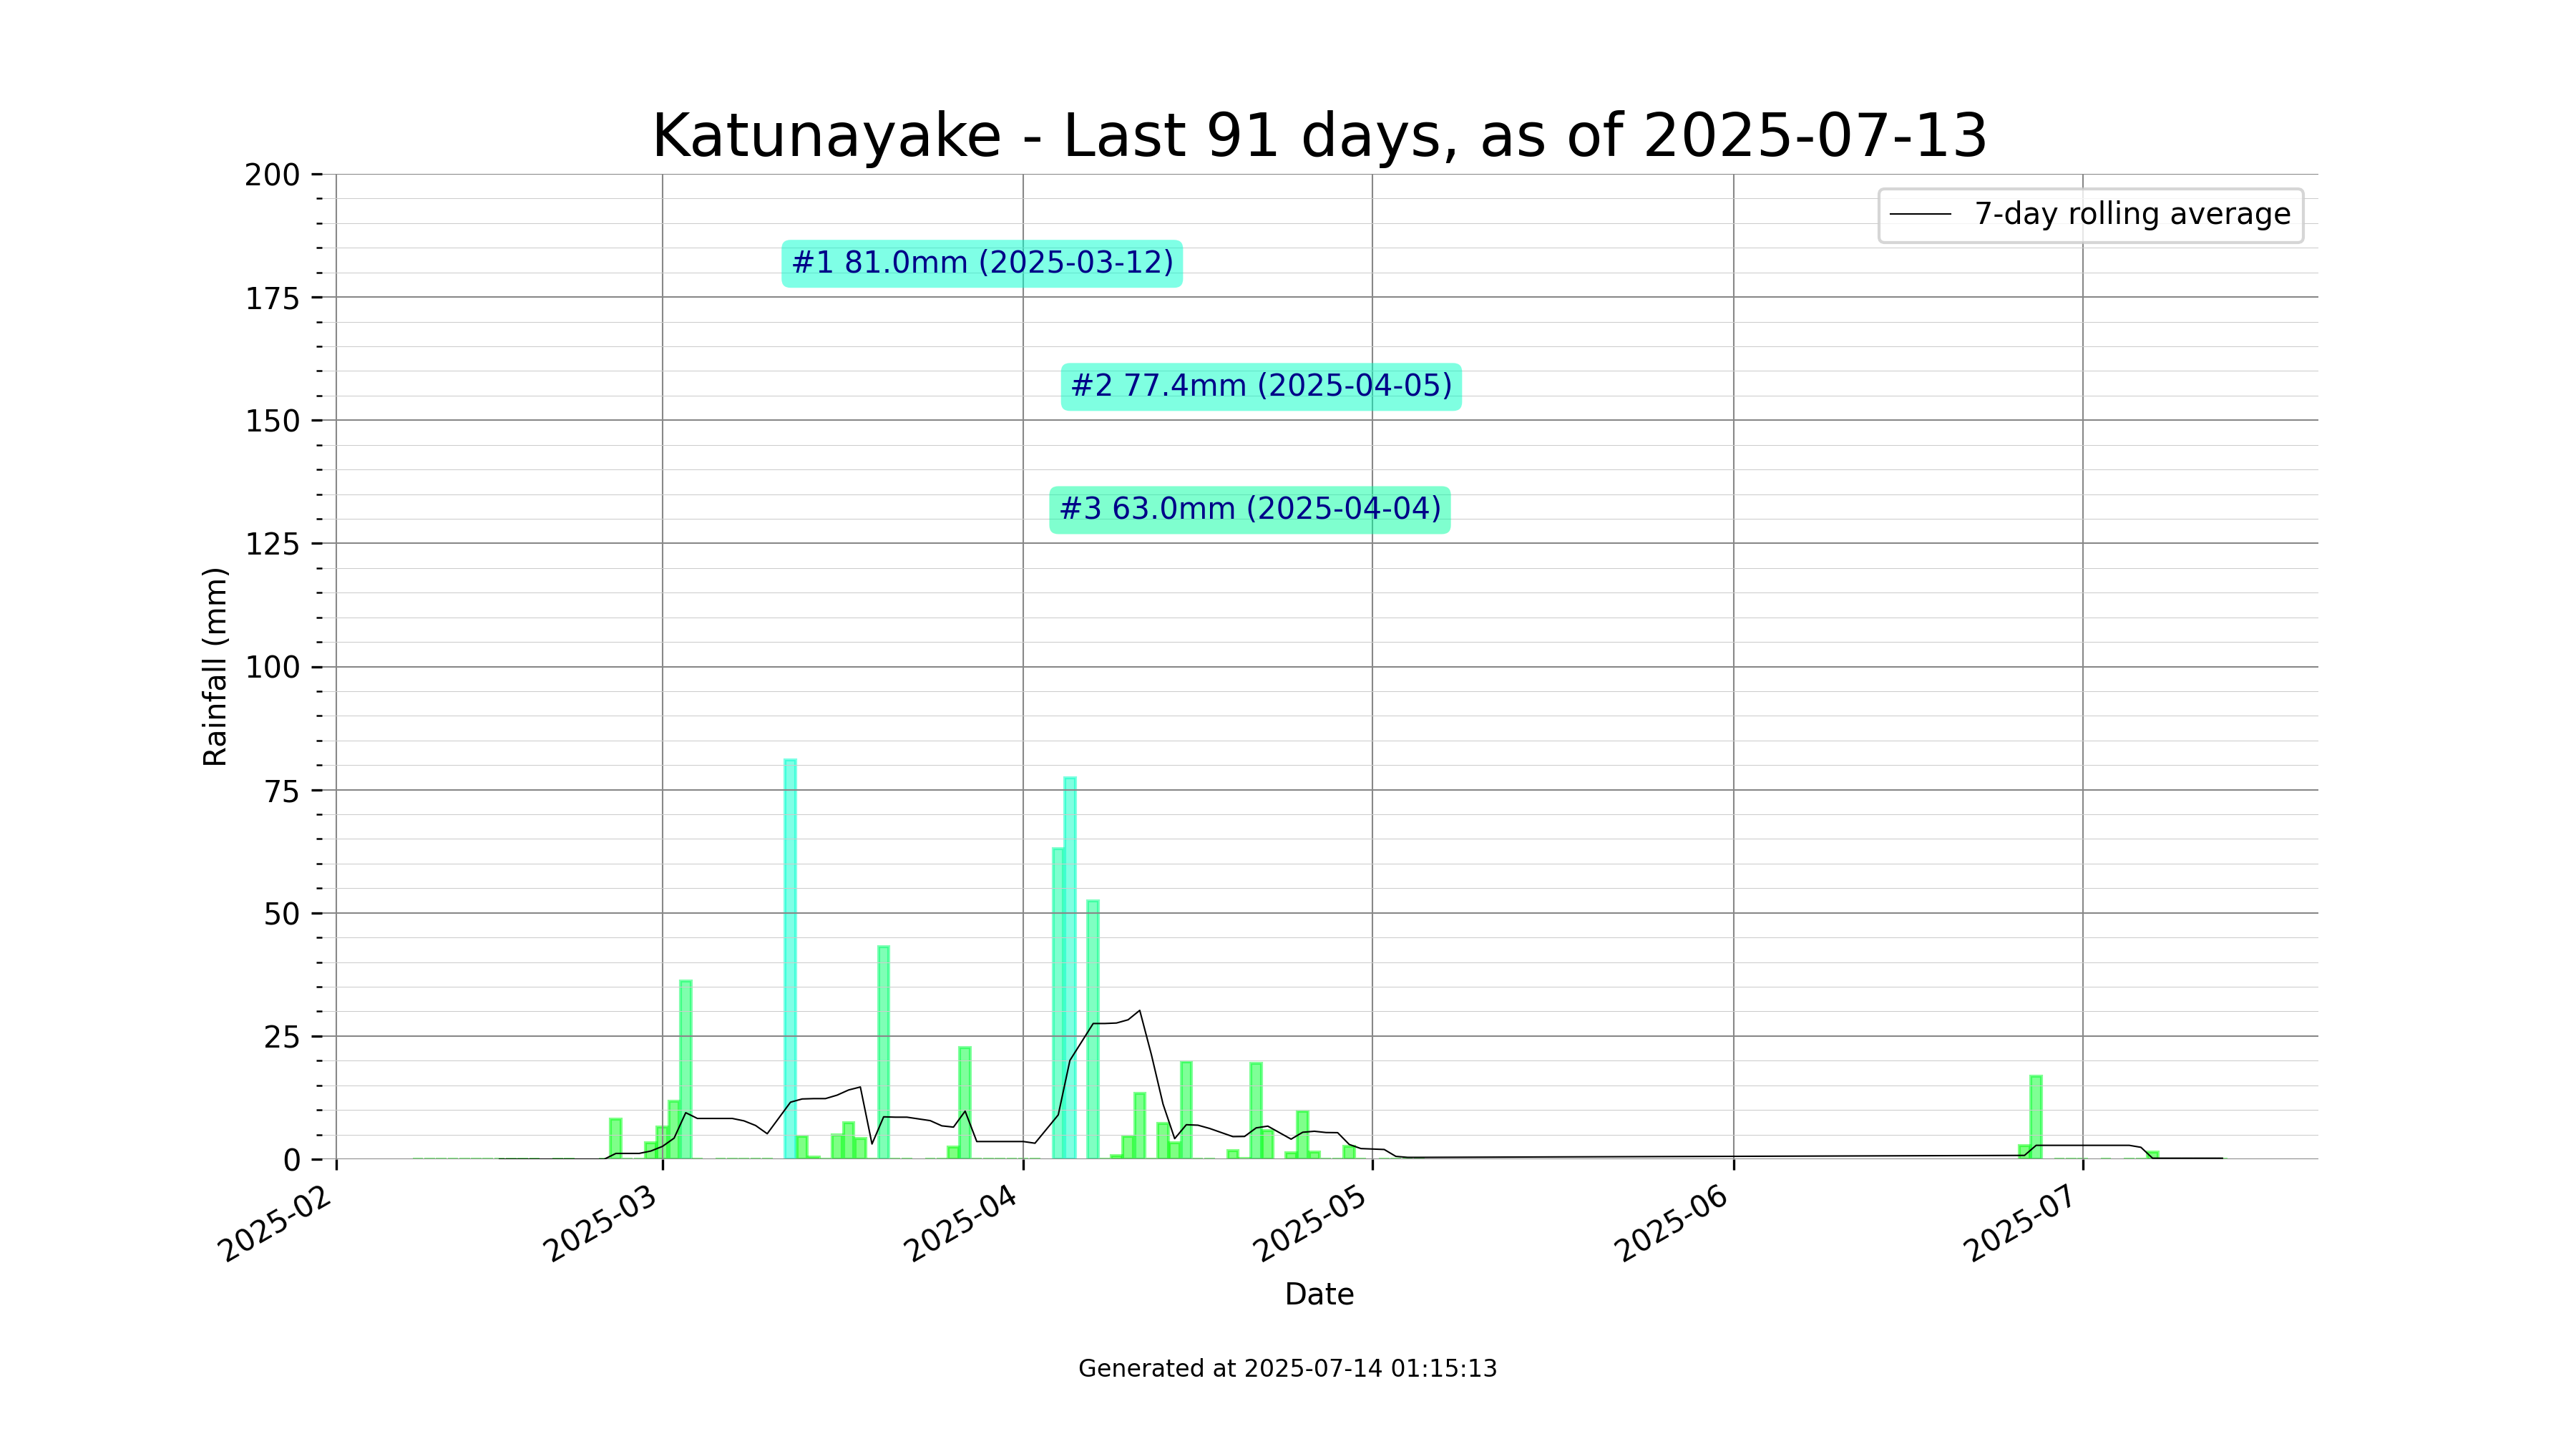 Katunayake - Last 91 days, as of 2025-07-13
200
175
150
125
100
75
50
25
0
Rainfall (mm)
7-day rolling average
#1 81.0mm (2025-03-12)
#2 77.4mm (2025-04-05)
#3 63.0mm (2025-04-04)
2025-02
2025-03
2025-04
2025-05
2025-06
2025-07
Date
Generated at 2025-07-14 01:15:13